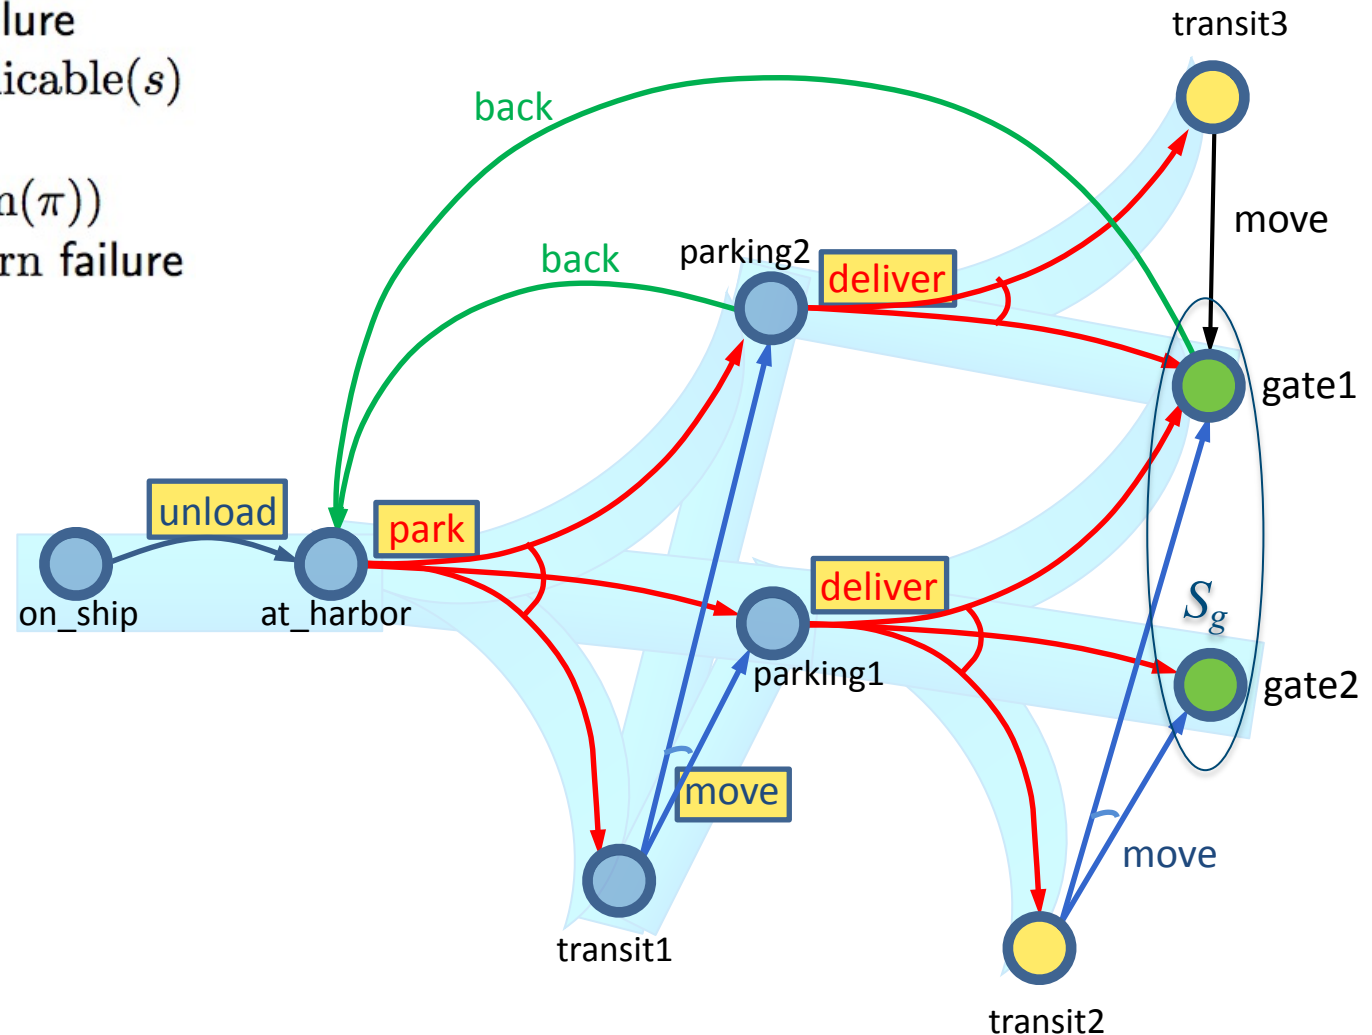 lure
icable(s)
n(π))
rn failure
transit3
back
move
back
parking2
deliver
gate1
unload
park
on_ship
at_harbor
deliver
S_g
parking1
gate2
move
move
transit1
transit2